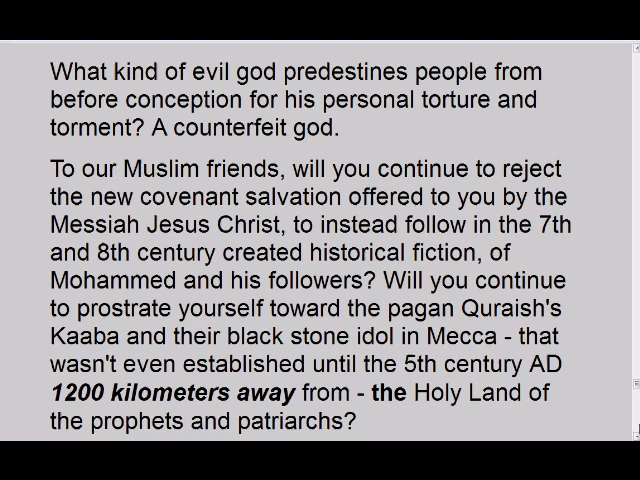 What kind of evil god predestines people from
before conception for his personal torture and
torment? A counterfeit god.
To our Muslim friends, will you continue to reject
the new covenant salvation offered to you by the
Messiah Jesus Christ, to instead follow in the 7th
and 8th century created historical fiction, of
Mohammed and his followers? Will you continue
to prostrate yourself toward the pagan Quraish's
Kaaba and their black stone idol in Mecca - that
wasn't even established until the 5th century AD
1200 kilometers away from - the Holy Land of
the prophets and patriarchs?